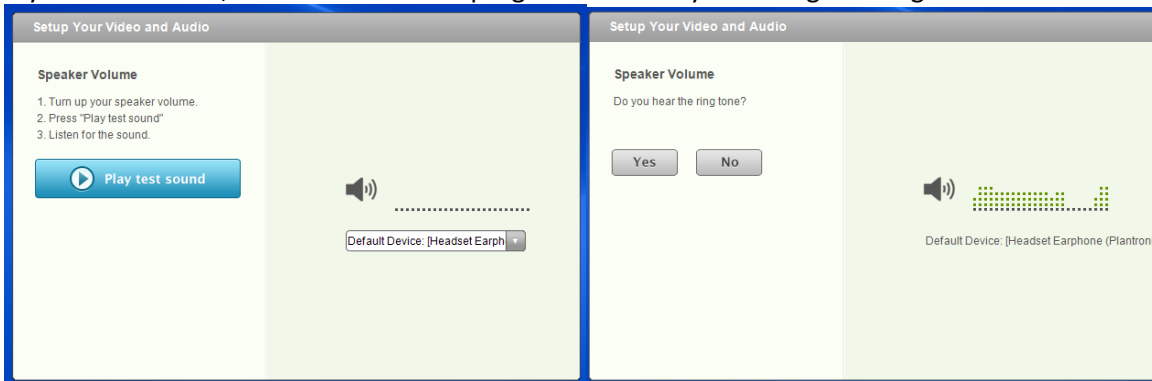 Setup Your Video and Audio
Speaker Volume
1. Turn up your speaker volume.
2. Press "Play test sound"
3. Listen for the sound.
Play test sound
Default Device: [Headset Earph
Setup Your Video and Audio
Speaker Volume
Do you hear the ring tone?
Yes No
Default Device: [Headset Earphone (Plantron